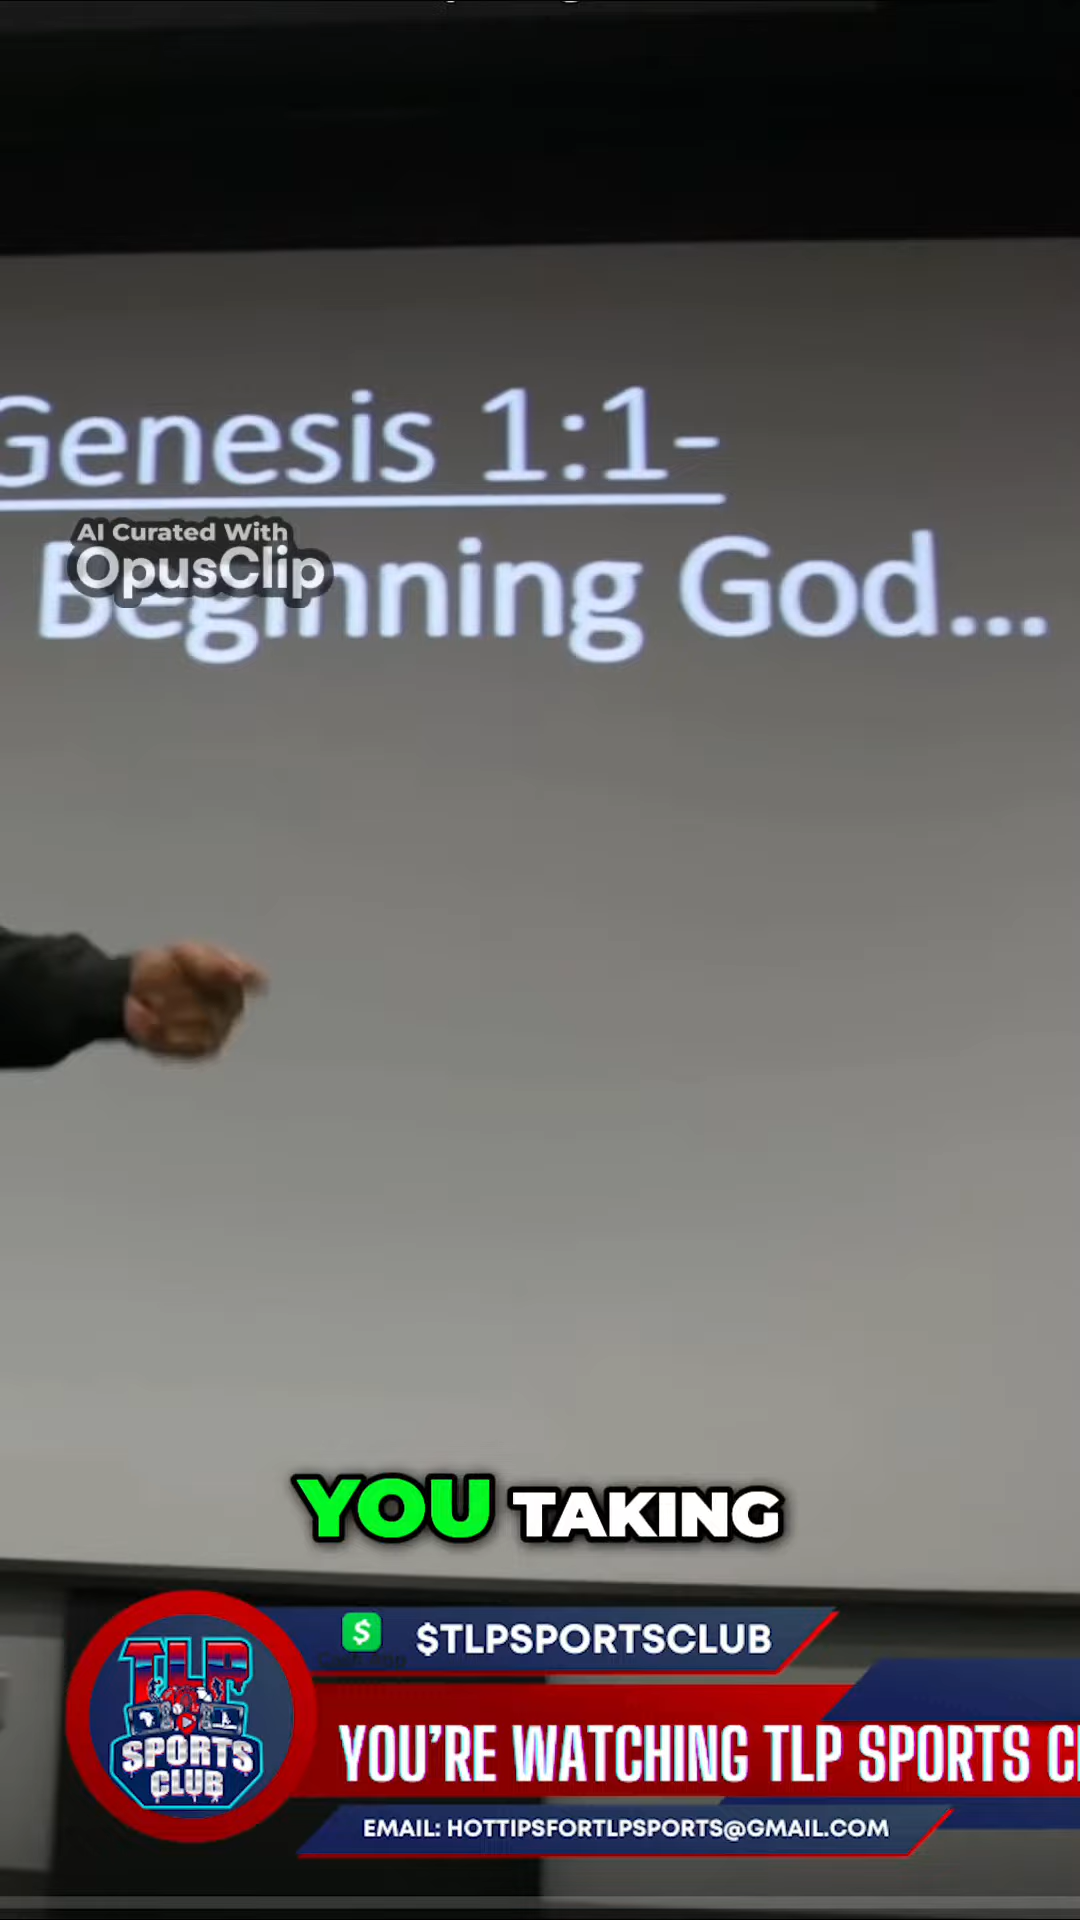 Genesis 1:1-
AI Curated With
OpusClip
Beginning God...
YOU TAKING
$
$TLPSPORTSCLUB
TLP
SPORTS
CLUB
YOU'RE WATCHING TLP SPORTS
EMAIL: HOTTIPSFORTLPSPORTS@GMAIL.COM